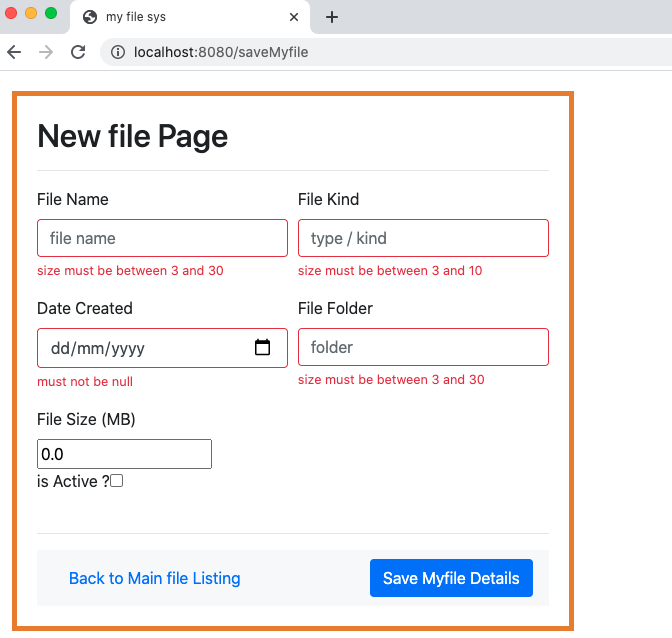 my file sys
localhost:8080/saveMyfile
New file Page
File Name File Kind
file name type / kind
size must be between 3 and 30 size must be between 3 and 10
Date Created File Folder
dd/mm/yyyy folder
must not be null size must be between 3 and 30
File Size (MB)
0.0
is Active ?
Back to Main file Listing Save Myfile Details